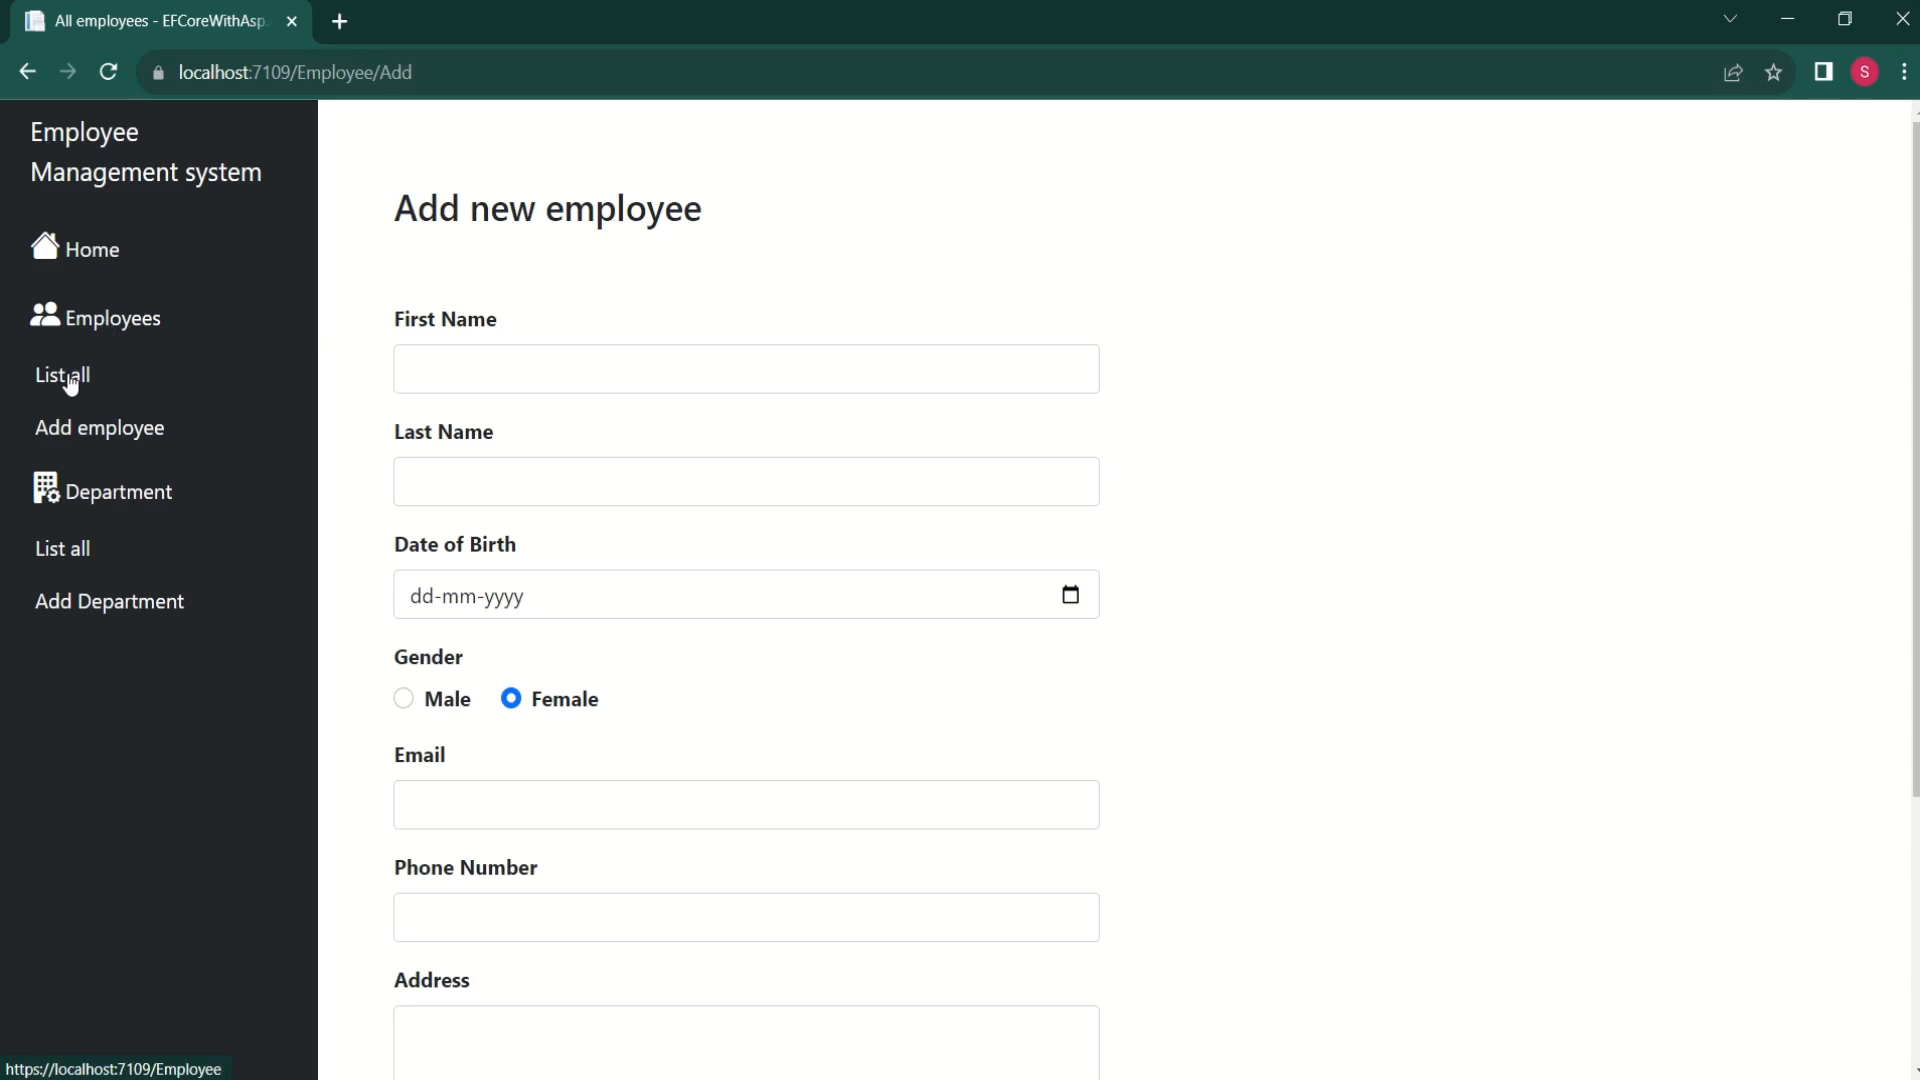 All employees - EFCoreWithAsp.
localhost:7109/Employee/Add
S
Employee
Management system
Home
Employees
List all
Add employee
Department
List all
Add Department
Add new employee
First Name
Last Name
Date of Birth
dd-mm-yyyy
Gender
Male Female
Email
Phone Number
Address
https://localhost:7109/Employee